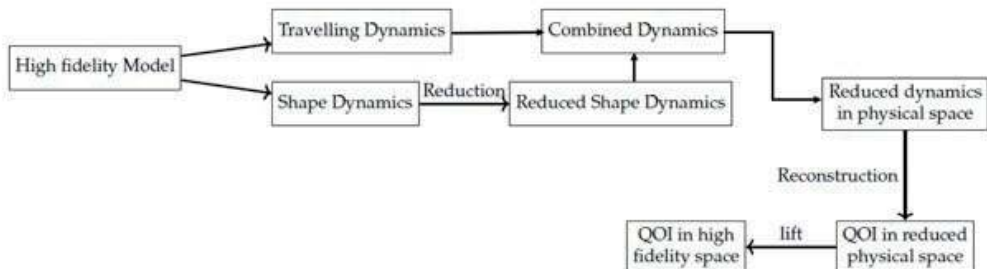 High fidelity Model
Travelling Dynamics
Combined Dynamics
Shape Dynamics
Reduction
Reduced Shape Dynamics
Reduced dynamics
in physical space
Reconstruction
QOI in high
fidelity space
lift
QOI in reduced
physical space